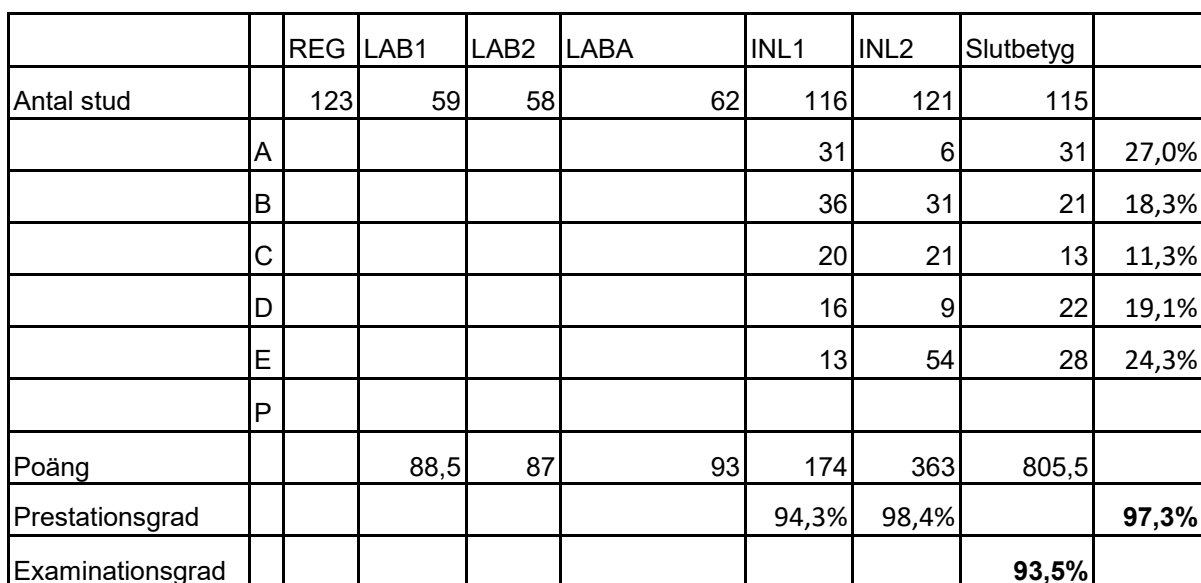 REG LAB1 LAB2 LABA INL1 INL2 Slutbetyg
Antal stud 123 59 58 62 116 121 115
A 31 6 31 27,0%
B 36 31 21 18,3%
C 20 21 13 11,3%
D 16 9 22 19,1%
E 13 54 28 24,3%
P
Poäng 88,5 87 93 174 363 805,5
Prestationsgrad 94,3% 98,4% 97,3%
Examinationsgrad 93,5%